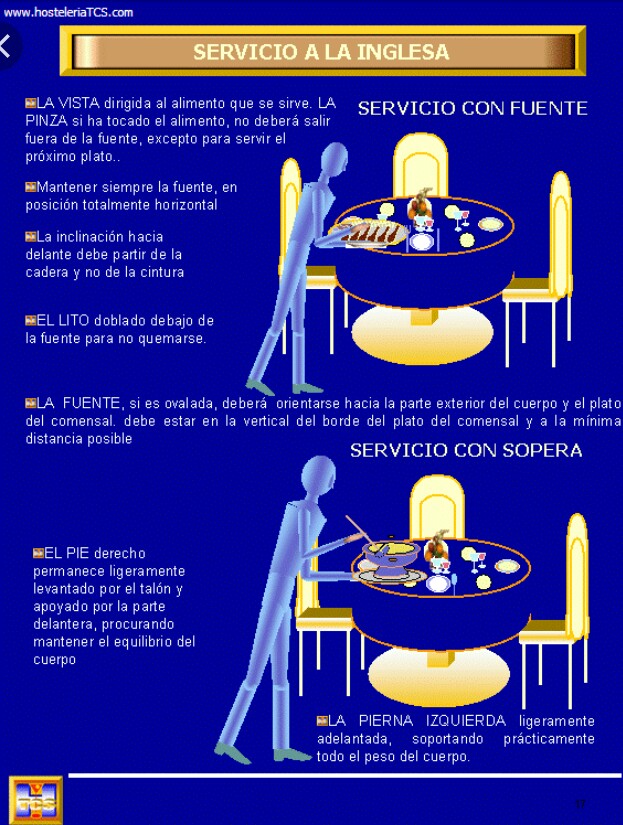 www.hosteleriaTCS.com
SERVICIO A LA INGLESA
LA VISTA dirigida al alimento que se sirve. LA
PINZA si ha tocado el alimento, no deberá salir
fuera de la fuente, excepto para servir el
próximo plato..
SERVICIO CON FUENTE
Mantener siempre la fuente, en
posición totalmente horizontal
La inclinación hacia
delante debe partir de la
cadera y no de la cintura
EL LITO doblado debajo de
la fuente para no quemarse.
LA FUENTE, si es ovalada, deberá orientarse hacia la parte exterior del cuerpo y el plato
del comensal. debe estar en la vertical del borde del plato del comensal y a la mínima
distancia posible
SERVICIO CON SOPERA
EL PIE derecho
permanece ligeramente
levantado por el talón y
apoyado por la parte
delantera, procurando
mantener el equilibrio del
cuerpo
LA PIERNA IZQUIERDA ligeramente
adelantada, soportando prácticamente
todo el peso del cuerpo.
TCS